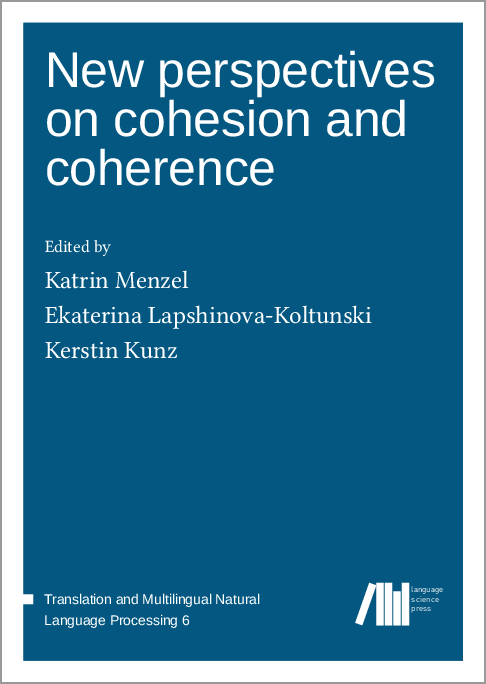 New perspectives
on cohesion and
coherence
Edited by
Katrin Menzel
Ekaterina Lapshinova-Koltunski
Kerstin Kunz
Translation and Multilingual Natural
Language Processing 6
language
science
press